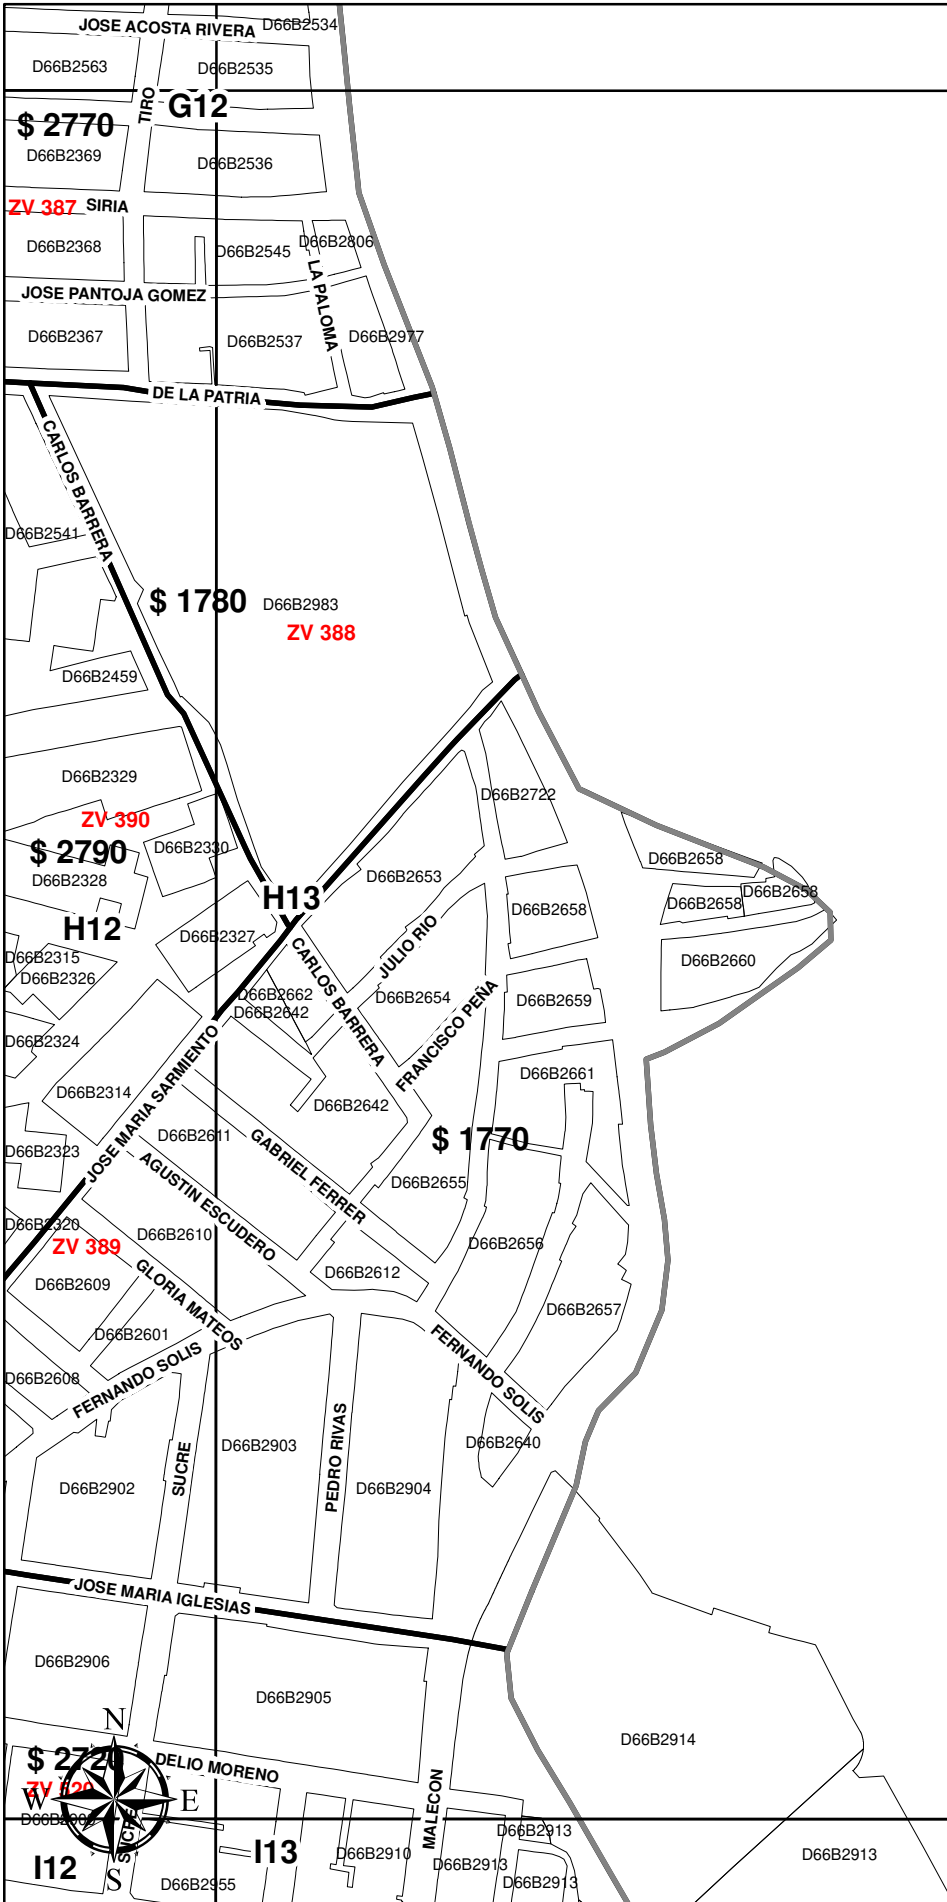 JOSE ACOSTA RIVERA
D66B2534
D66B2563
D66B2535
TIRO
G12
$ 2770
D66B2369
D66B2536
ZV 387
SIRIA
D66B2368
D66B2545
D66B2806
LA PALOMA
JOSE PANTOJA GOMEZ
D66B2367
D66B2537
D66B2977
DE LA PATRIA
CARLOS BARRERA
D66B2541
$ 1780
D66B2983
ZV 388
D66B2459
D66B2329
D66B2722
ZV 390
$ 2790
D66B2330
D66B2328
D66B2653
D66B2658
D66B2658
D66B2658
D66B2658
H13
H12
D66B2327
JULIO RIO
D66B2315
D66B2326
D66B2660
CARLOS BARRERA
D66B2662
D66B2642
D66B2654
FRANCISCO PEÑA
D66B2659
D66B2324
JOSE MARIA SARMIENTO
D66B2661
D66B2314
D66B2642
D66B2611
$ 1770
D66B2323
GABRIEL FERRER
AGUSTIN ESCUDERO
D66B2655
D66B2320
D66B2610
ZV 389
D66B2656
D66B2612
D66B2609
GLORIA MATEOS
D66B2657
D66B2601
FERNANDO SOLIS
FERNANDO SOLIS
D66B2608
D66B2903
D66B2640
SUCRE
PEDRO RIVAS
D66B2902
D66B2904
JOSE MARIA IGLESIAS
D66B2906
D66B2905
N
D66B2914
$ 2720
DELIO MORENO
ZV 520
W
E
SUCRE
MALECON
D66B2913
I12
I13
D66B2910
D66B2913
D66B2913
D66B2913
S
D66B2955